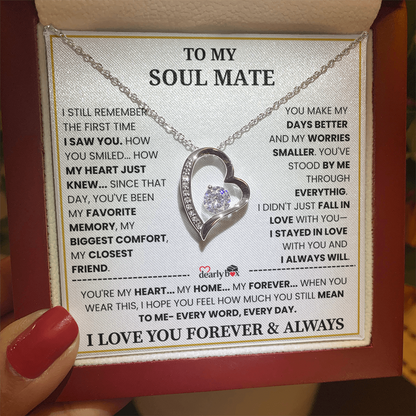 TO MY
SOUL MATE
I STILL REMEMBER
THE FIRST TIME
I SAW YOU. HOW
YOU SMILED... HOW
MY HEART JUST
KNEW... SINCE THAT
DAY, YOU'VE BEEN
MY FAVORITE
MEMORY, MY
BIGGEST COMFORT,
MY CLOSEST
FRIEND.
YOU MAKE MY
DAYS BETTER
AND MY WORRIES
SMALLER. YOU'VE
STOOD BY ME
THROUGH
EVERYTHIG.
I DIDN'T JUST FALL IN
LOVE WITH YOU—
I STAYED IN LOVE
WITH YOU AND
I ALWAYS WILL.
dearly box
YOU'RE MY HEART... MY HOME... MY FOREVER... WHEN YOU
WEAR THIS, I HOPE YOU FEEL HOW MUCH YOU STILL MEAN
TO ME- EVERY WORD, EVERY DAY.
I LOVE YOU FOREVER & ALWAYS